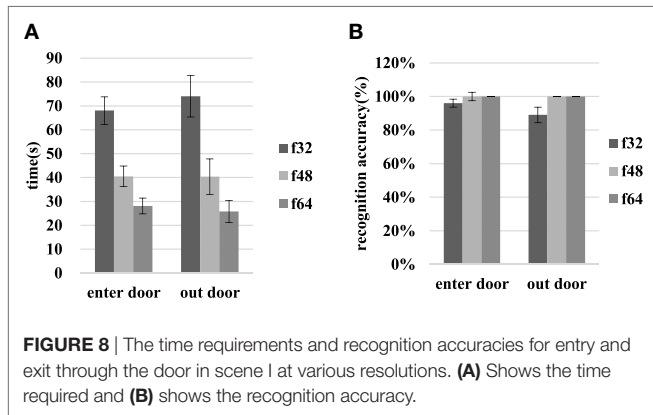 A
90
80
70
60
50
40
30
20
10
0
time(s)
enter door out door
f32
f48
f64
B
120%
100%
80%
60%
40%
20%
0%
recognition accuracy(%)
enter door out door
f32
f48
f64
FIGURE 8 | The time requirements and recognition accuracies for entry and
exit through the door in scene I at various resolutions. (A) Shows the time
required and (B) shows the recognition accuracy.